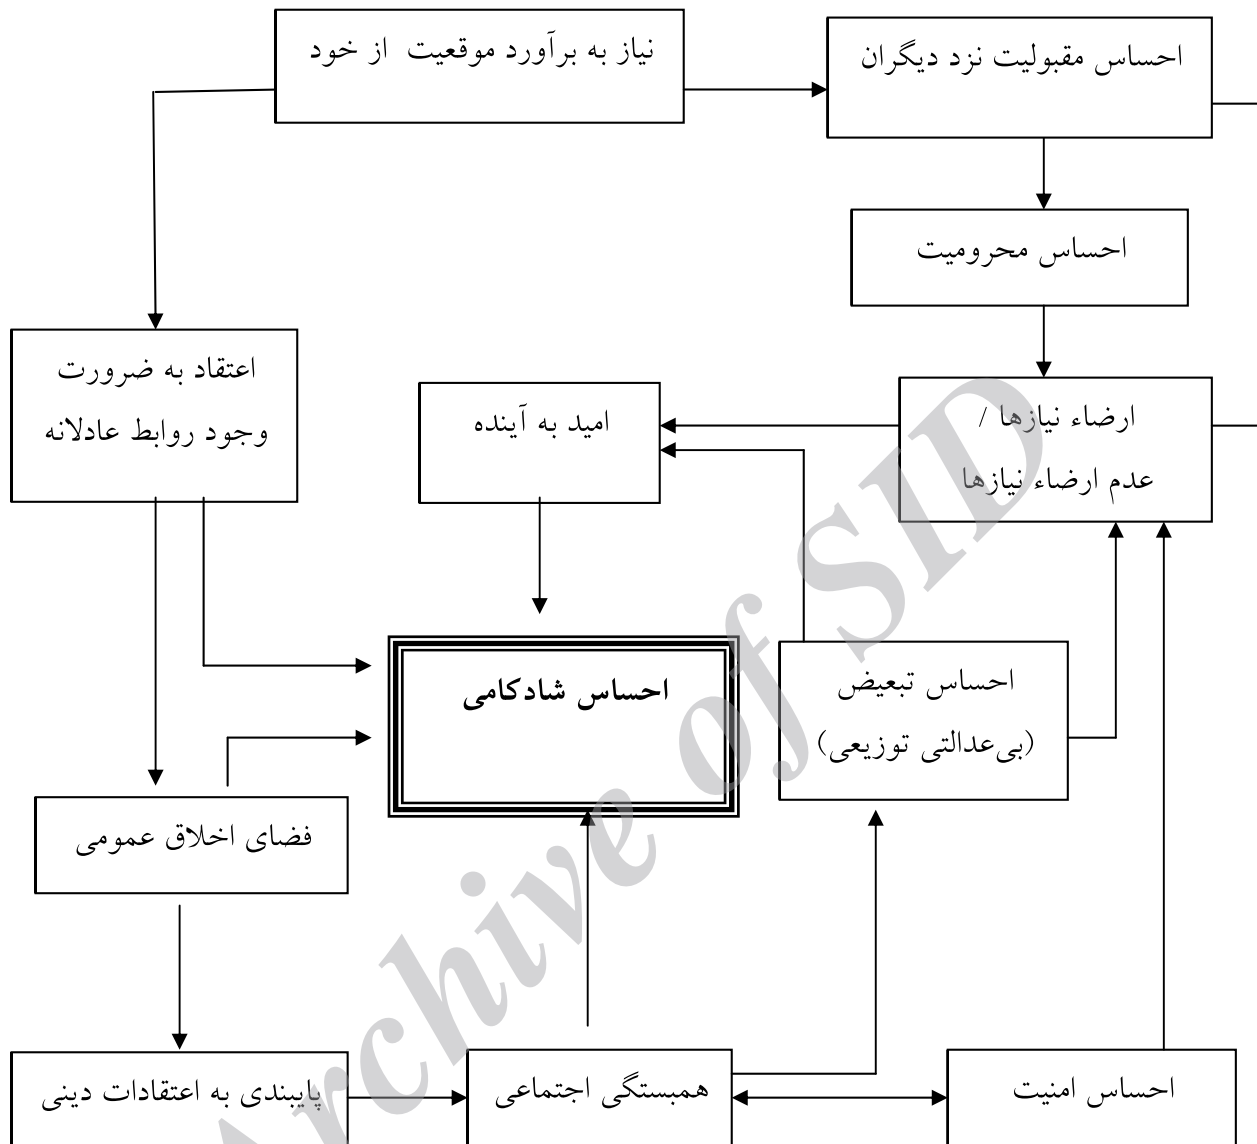 احساس مقبولیت نزد دیگران
نیاز به برآورد موقعیت از خود
احساس محرومیت
اعتقاد به ضرورت
وجود روابط عادلانه
امید به آینده
ارضاء نیازها /
عدم ارضاء نیازها
احساس شادکامی
احساس تبعیض
(بی‌عدالتی توزیعی)
فضای اخلاق عمومی
پایبندی به اعتقادات دینی
همبستگی اجتماعی
احساس امنیت
Archive of SID